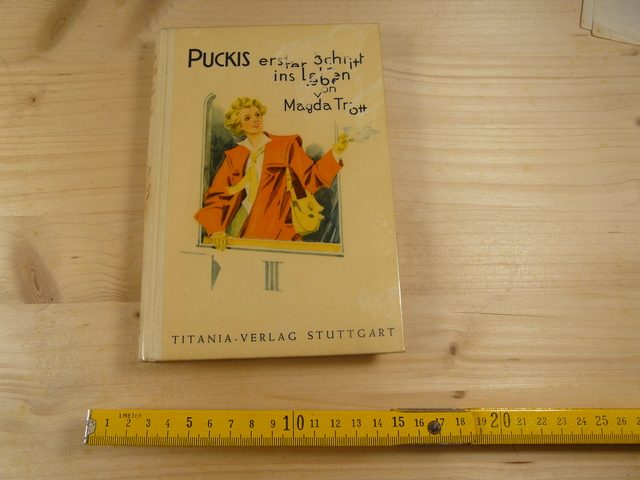 PUCKIS erster Schritt
ins Leben
von
Magda Trott
III
TITANIA-VERLAG STUTTGART
1 METER
1 2 3 4 5 6 7 8 9 10 11 12 13 14 15 16 17 18 19 20 21 22 23 24 25 26